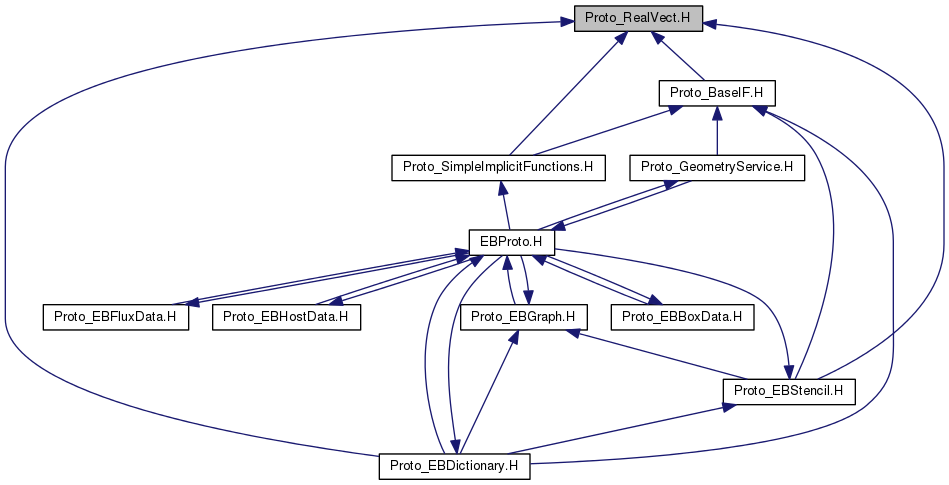 Proto_RealVect.H
Proto_BaseIF.H
Proto_SimpleImplicitFunctions.H
Proto_GeometryService.H
EBProto.H
Proto_EBFluxData.H
Proto_EBHostData.H
Proto_EBGraph.H
Proto_EBBoxData.H
Proto_EBStencil.H
Proto_EBDictionary.H